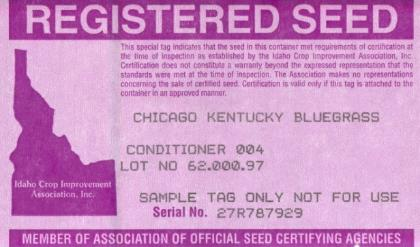 REGISTERED SEED
This special tag indicates that the seed in this container met requirements of certification at
the time of inspection as established by the Idaho Crop Improvement Association, Inc.
Certification does not constitute a warranty beyond the expressed representation that the
standards were met at the time of inspection. The Association makes no representations
concerning the sale of certified seed. Certification is valid only if this tag is attached to the
container in an approved manner.
CHICAGO KENTUCKY BLUEGRASS
CONDITIONER 004
LOT NO 62.000.97
Idaho Crop Improvement
Association, Inc.
SAMPLE TAG ONLY NOT FOR USE
Serial No. 27R787929
MEMBER OF ASSOCIATION OF OFFICIAL SEED CERTIFYING AGENCIES